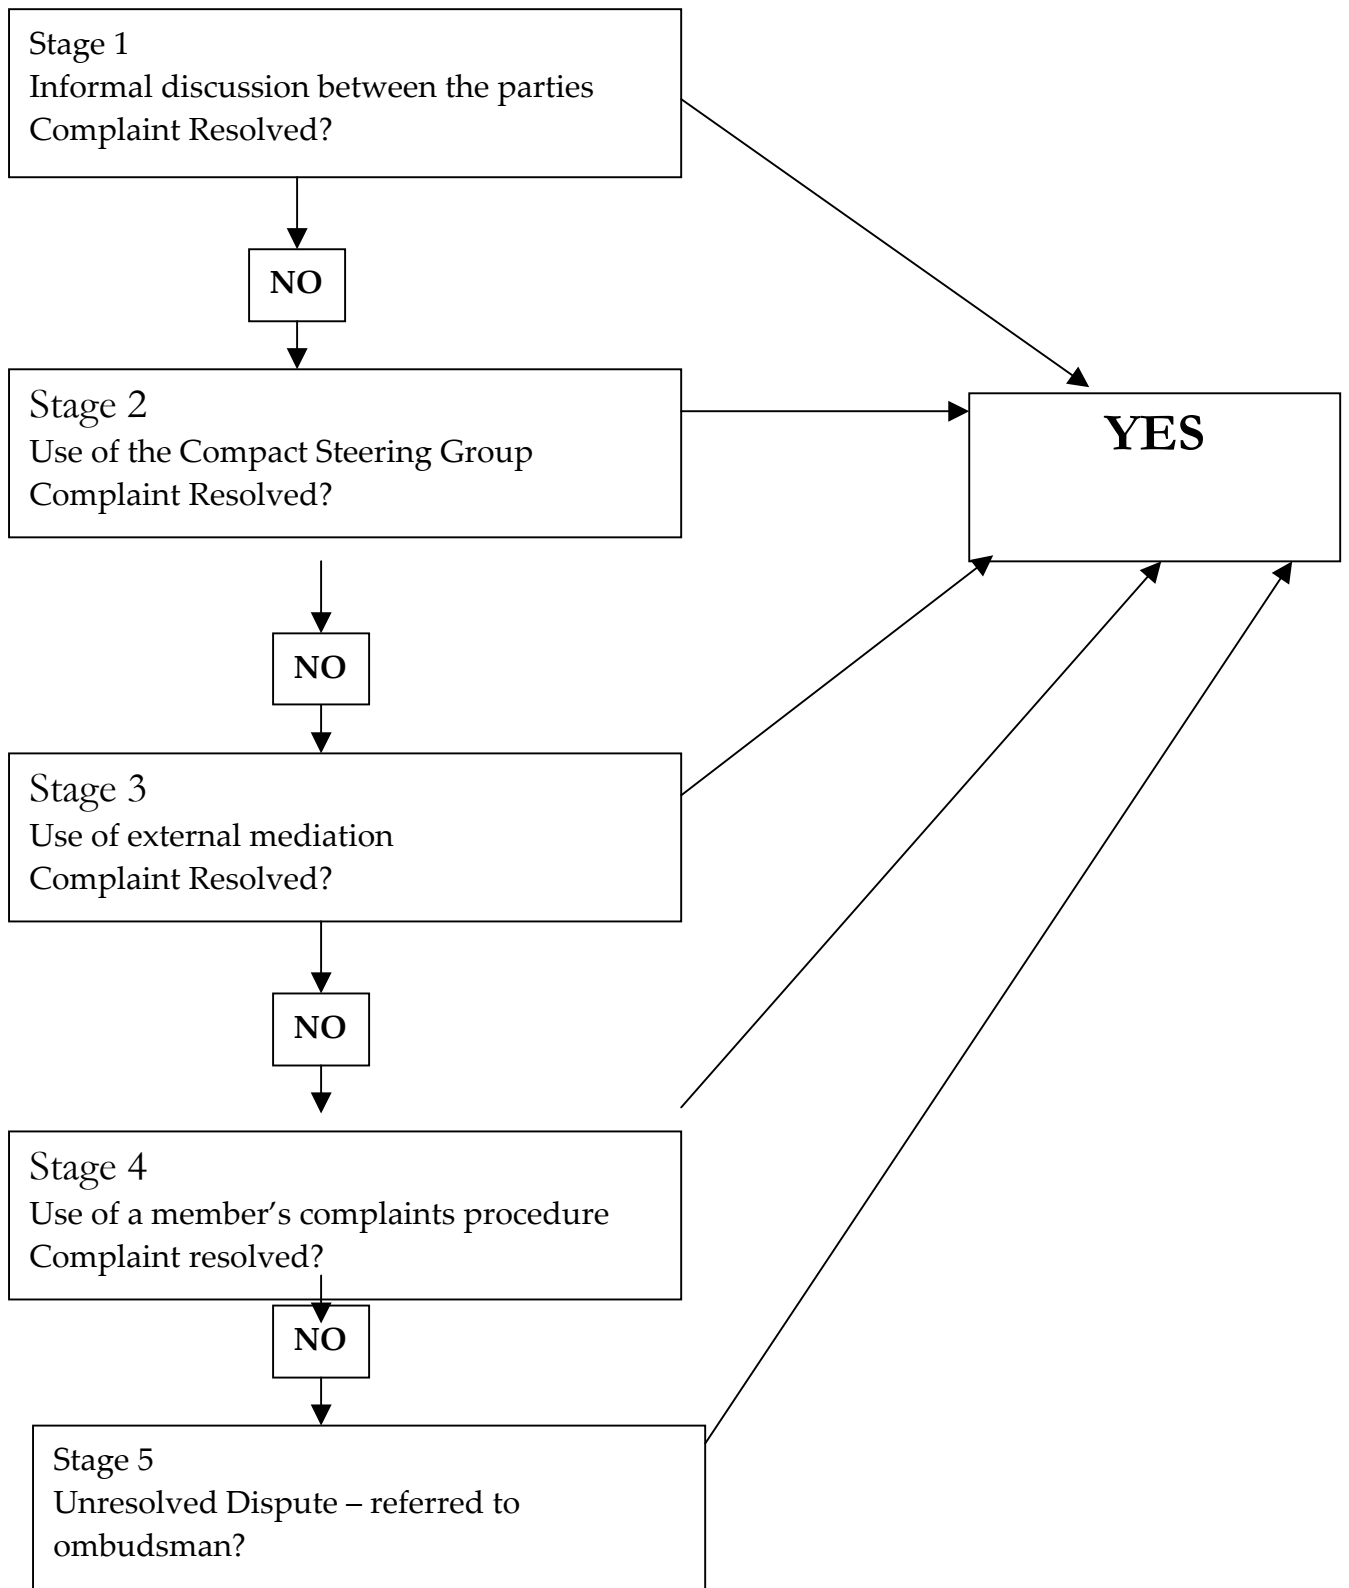 Stage 1
Informal discussion between the parties
Complaint Resolved?
NO
Stage 2
Use of the Compact Steering Group
Complaint Resolved?
YES
NO
Stage 3
Use of external mediation
Complaint Resolved?
NO
Stage 4
Use of a member’s complaints procedure
Complaint resolved?
NO
Stage 5
Unresolved Dispute – referred to
ombudsman?